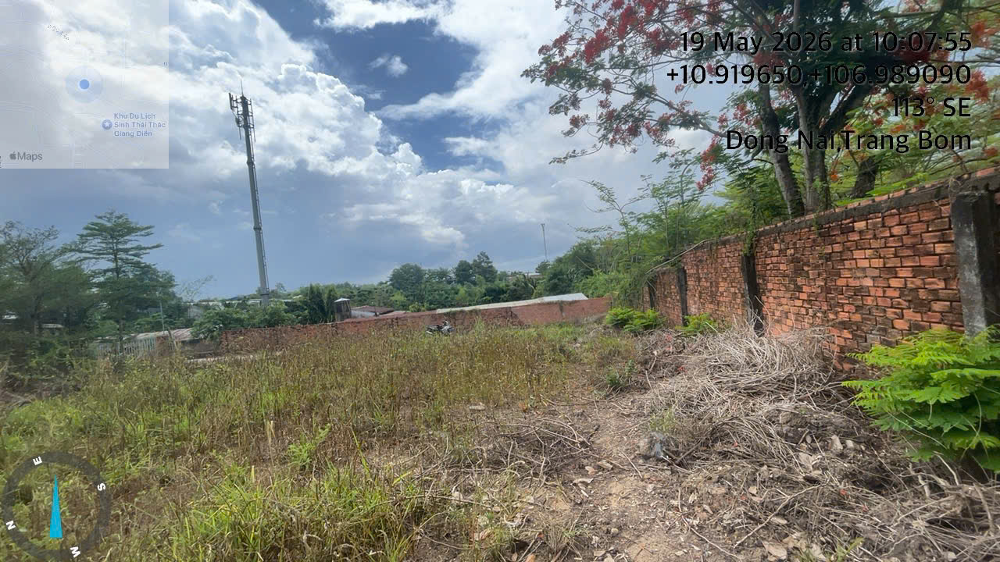 19 May 2026 at 10:07:55
+10.919650,+106.989090
113° SE
Dong Nai,Trang Bom
Khu Du Lịch
Sinh Thái Thác
Giang Điền
Maps
E
S
N
W